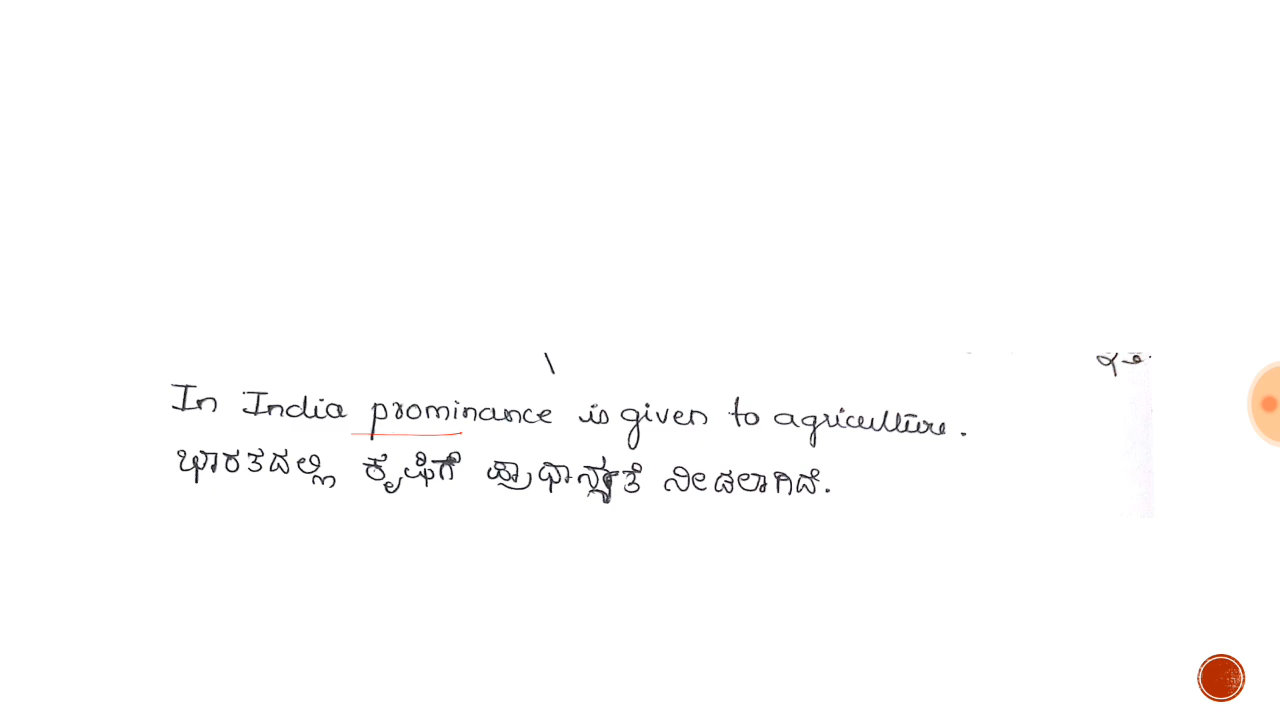 In India prominance is given to agriculture.
ಭಾರತದಲ್ಲಿ ಕೃಷಿಗೆ ಪ್ರಾಧಾನ್ಯತೆ ನೀಡಲಾಗಿದೆ.